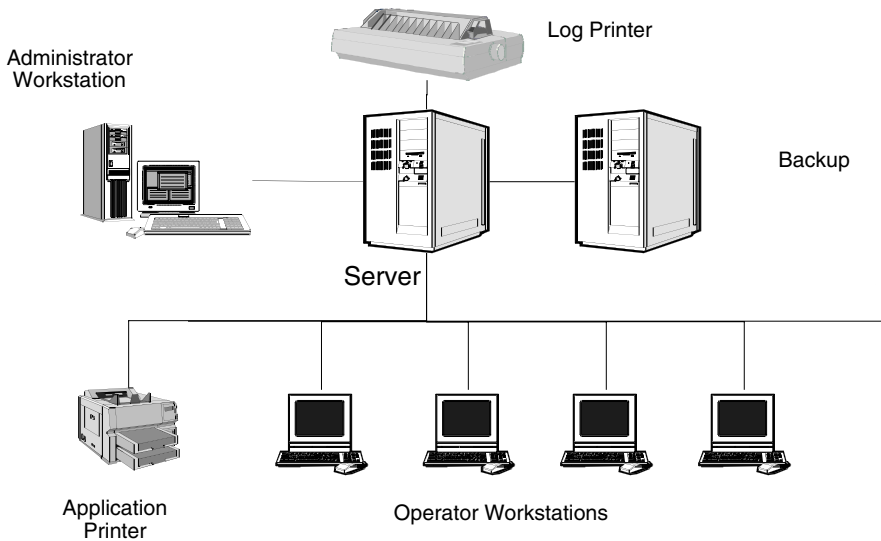 Log Printer
Administrator
Workstation
Backup
Server
Application
Printer
Operator Workstations